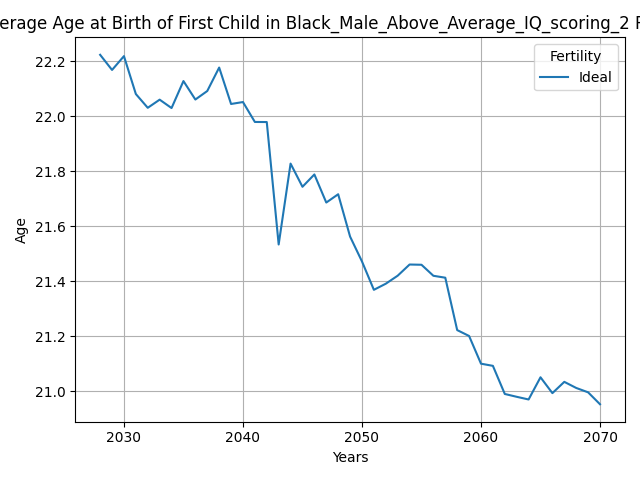 erage Age at Birth of First Child in Black_Male_Above_Average_IQ_scoring_2
Fertility
Ideal
22.2
22.0
21.8
21.6
21.4
21.2
21.0
Age
2030 2040 2050 2060 2070
Years